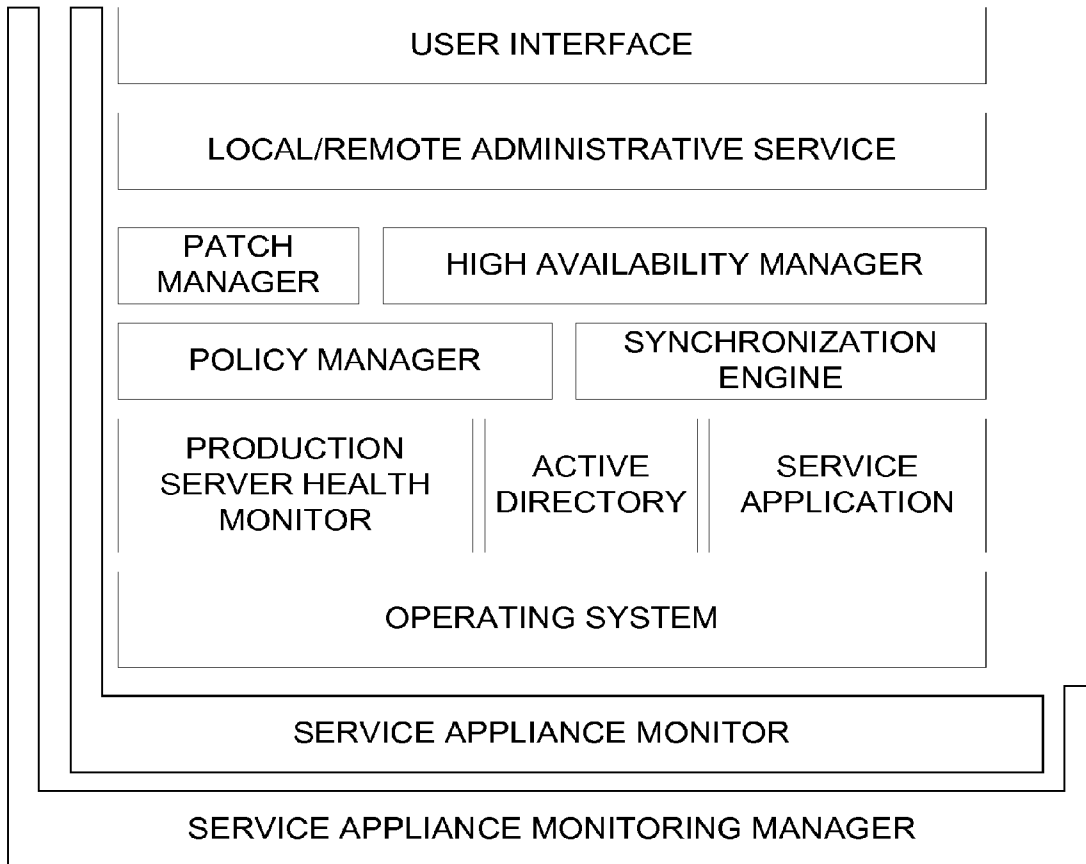 USER INTERFACE
LOCAL/REMOTE ADMINISTRATIVE SERVICE
PATCH
MANAGER
HIGH AVAILABILITY MANAGER
POLICY MANAGER
SYNCHRONIZATION
ENGINE
PRODUCTION
SERVER HEALTH
MONITOR
ACTIVE
DIRECTORY
SERVICE
APPLICATION
OPERATING SYSTEM
SERVICE APPLIANCE MONITOR
SERVICE APPLIANCE MONITORING MANAGER